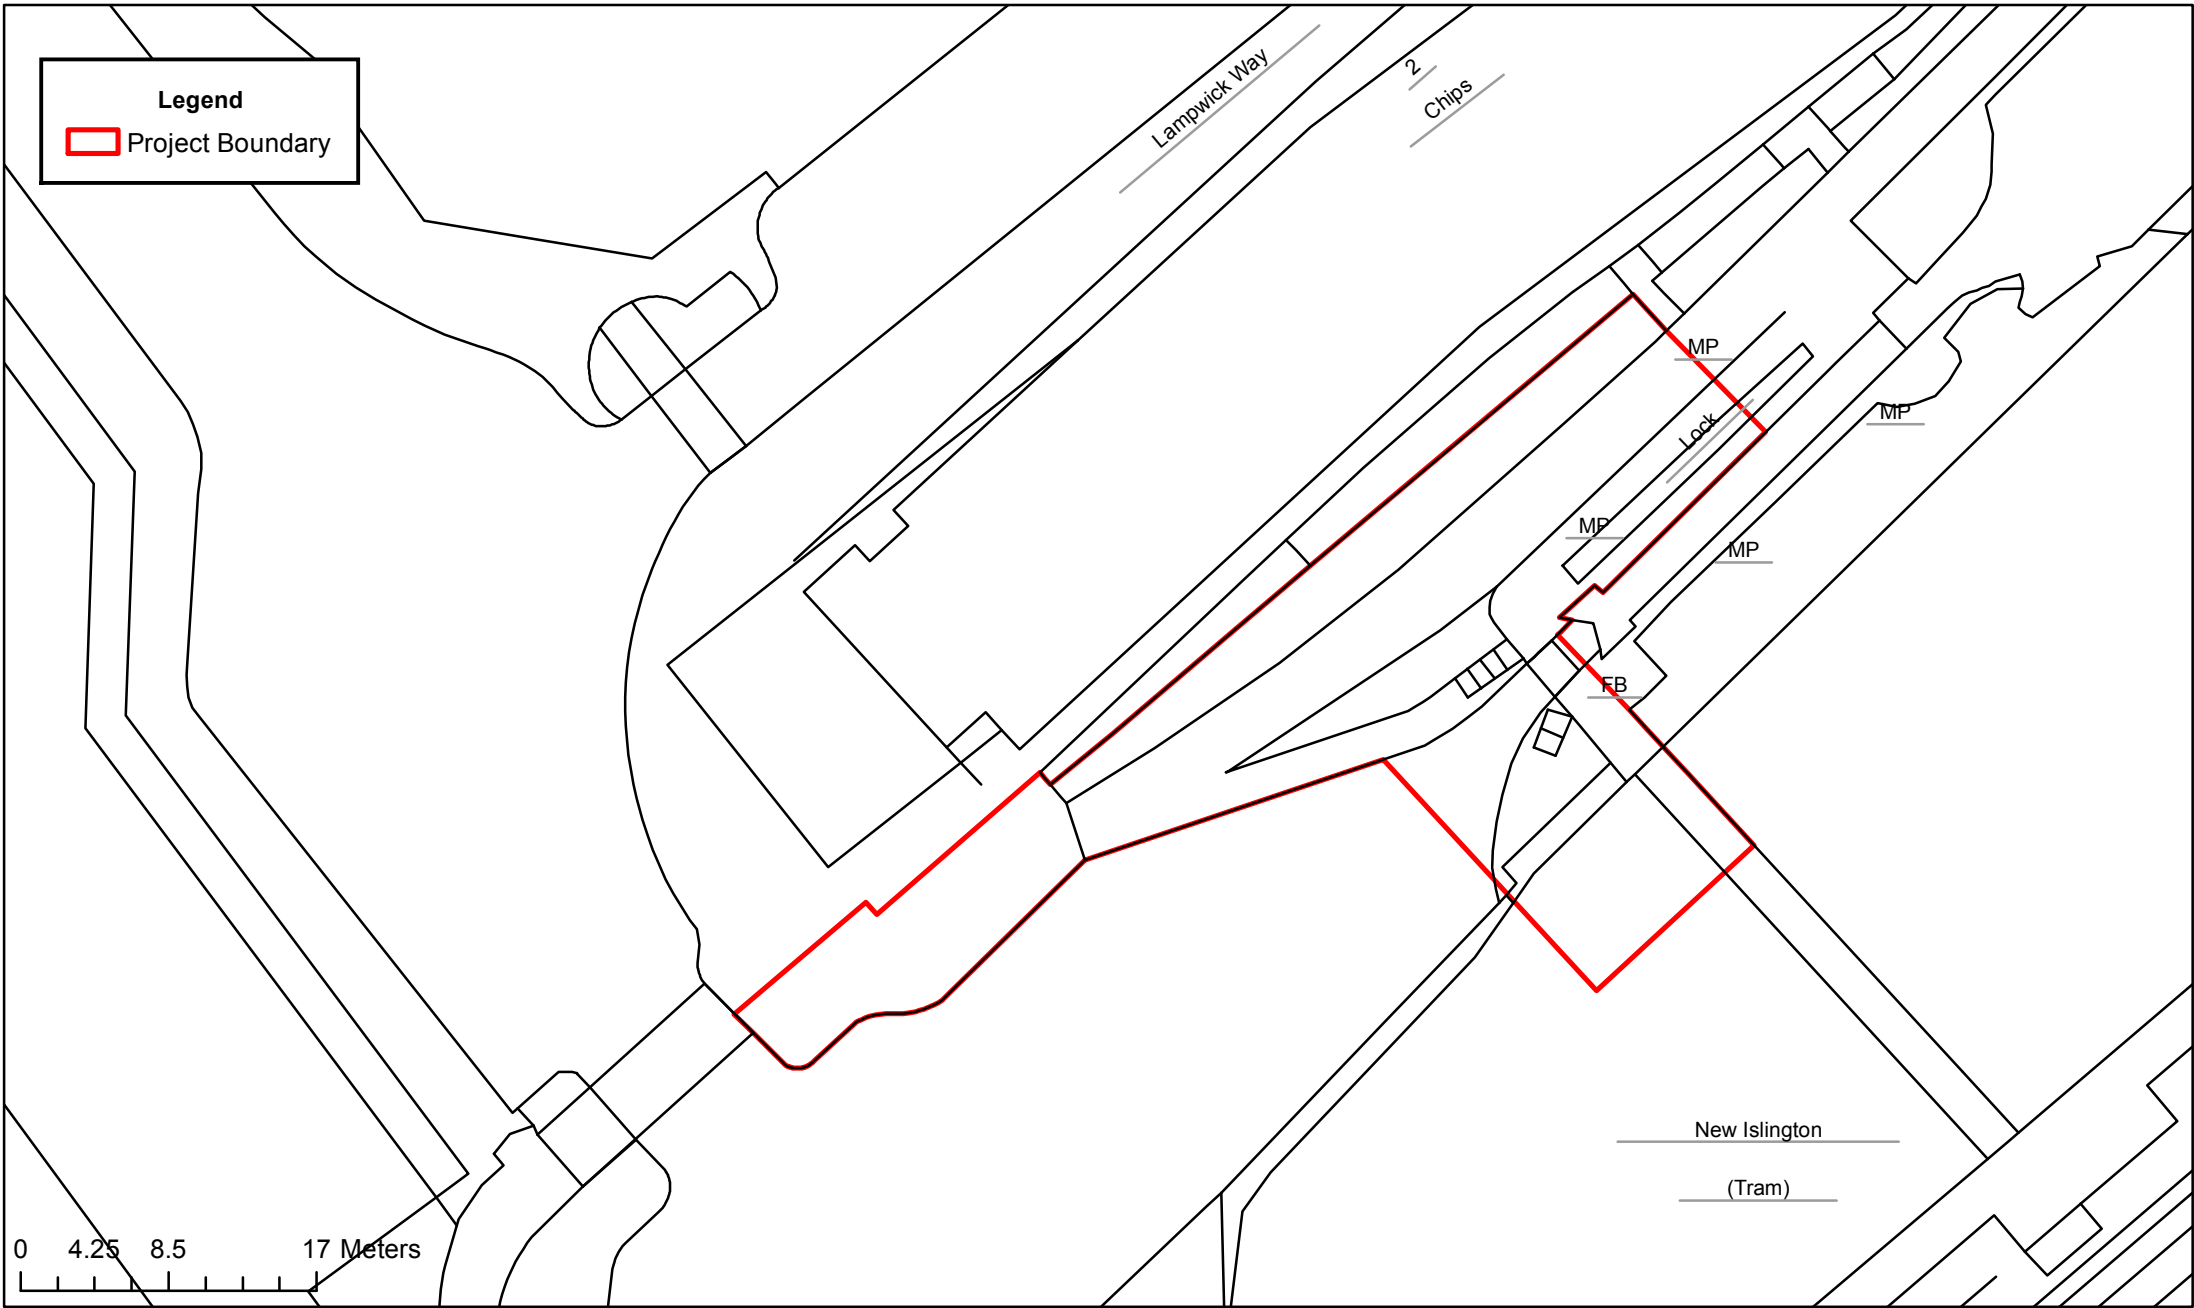 Legend
Project Boundary
Lampwick Way
2
Chips
MP
MP
Lock
MP
MP
FB
New Islington
(Tram)
0 4.25 8.5 17 Meters